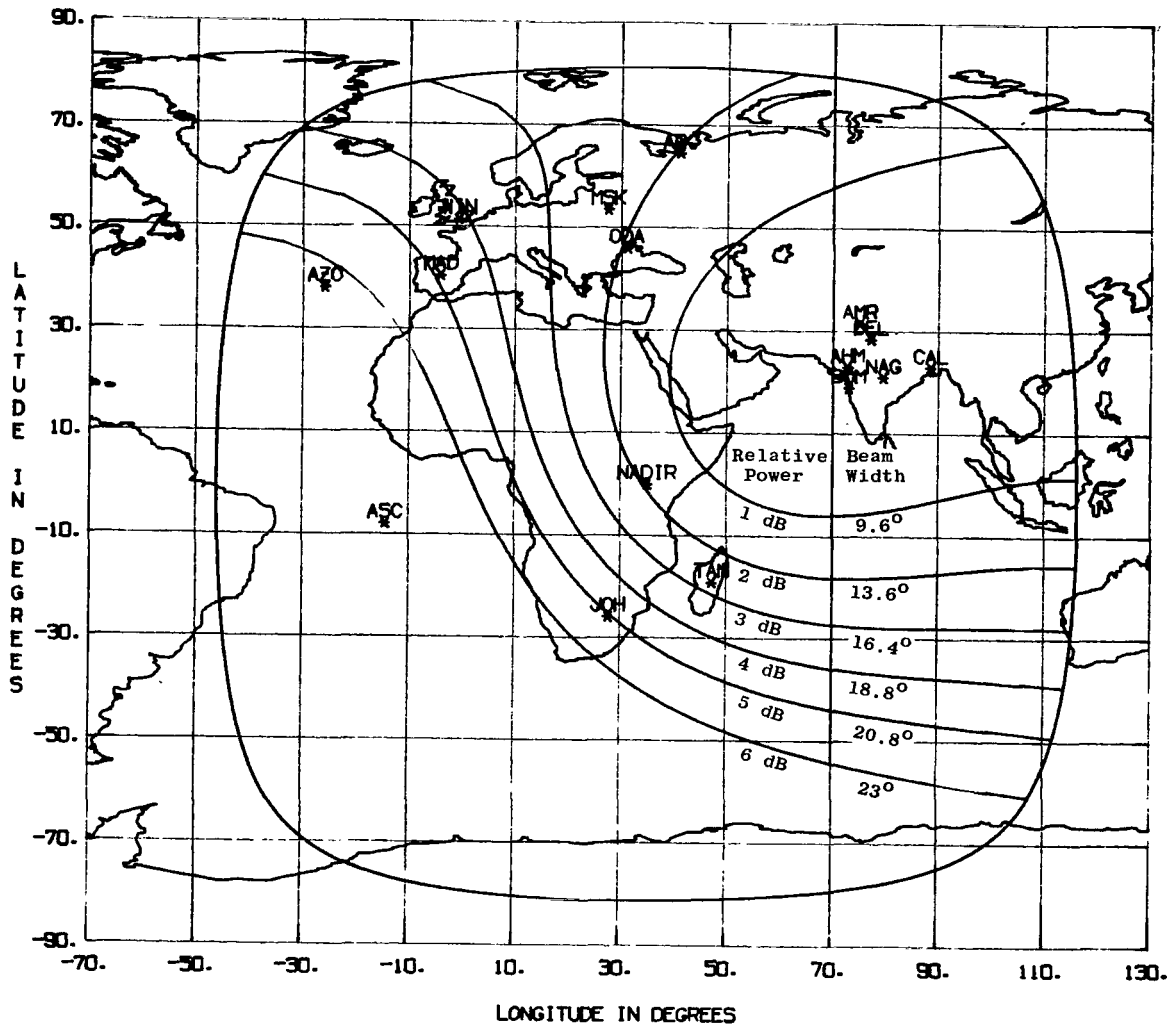 90.
70.
50.
30.
10.
-10.
-30.
-50.
-70.
-90.
LATITUDE IN DEGREES
MSK
ODA
MAD
AZO
AMR
DEL
AHM
NAG
CAL
NADIR
ASC
TAN
JOH
Relative Power
Beam Width
1 dB 9.6°
2 dB 13.6°
3 dB 16.4°
4 dB 18.8°
5 dB 20.8°
6 dB 23°
-70. -50. -30. -10. 10. 30. 50. 70. 90. 110. 130.
LONGITUDE IN DEGREES